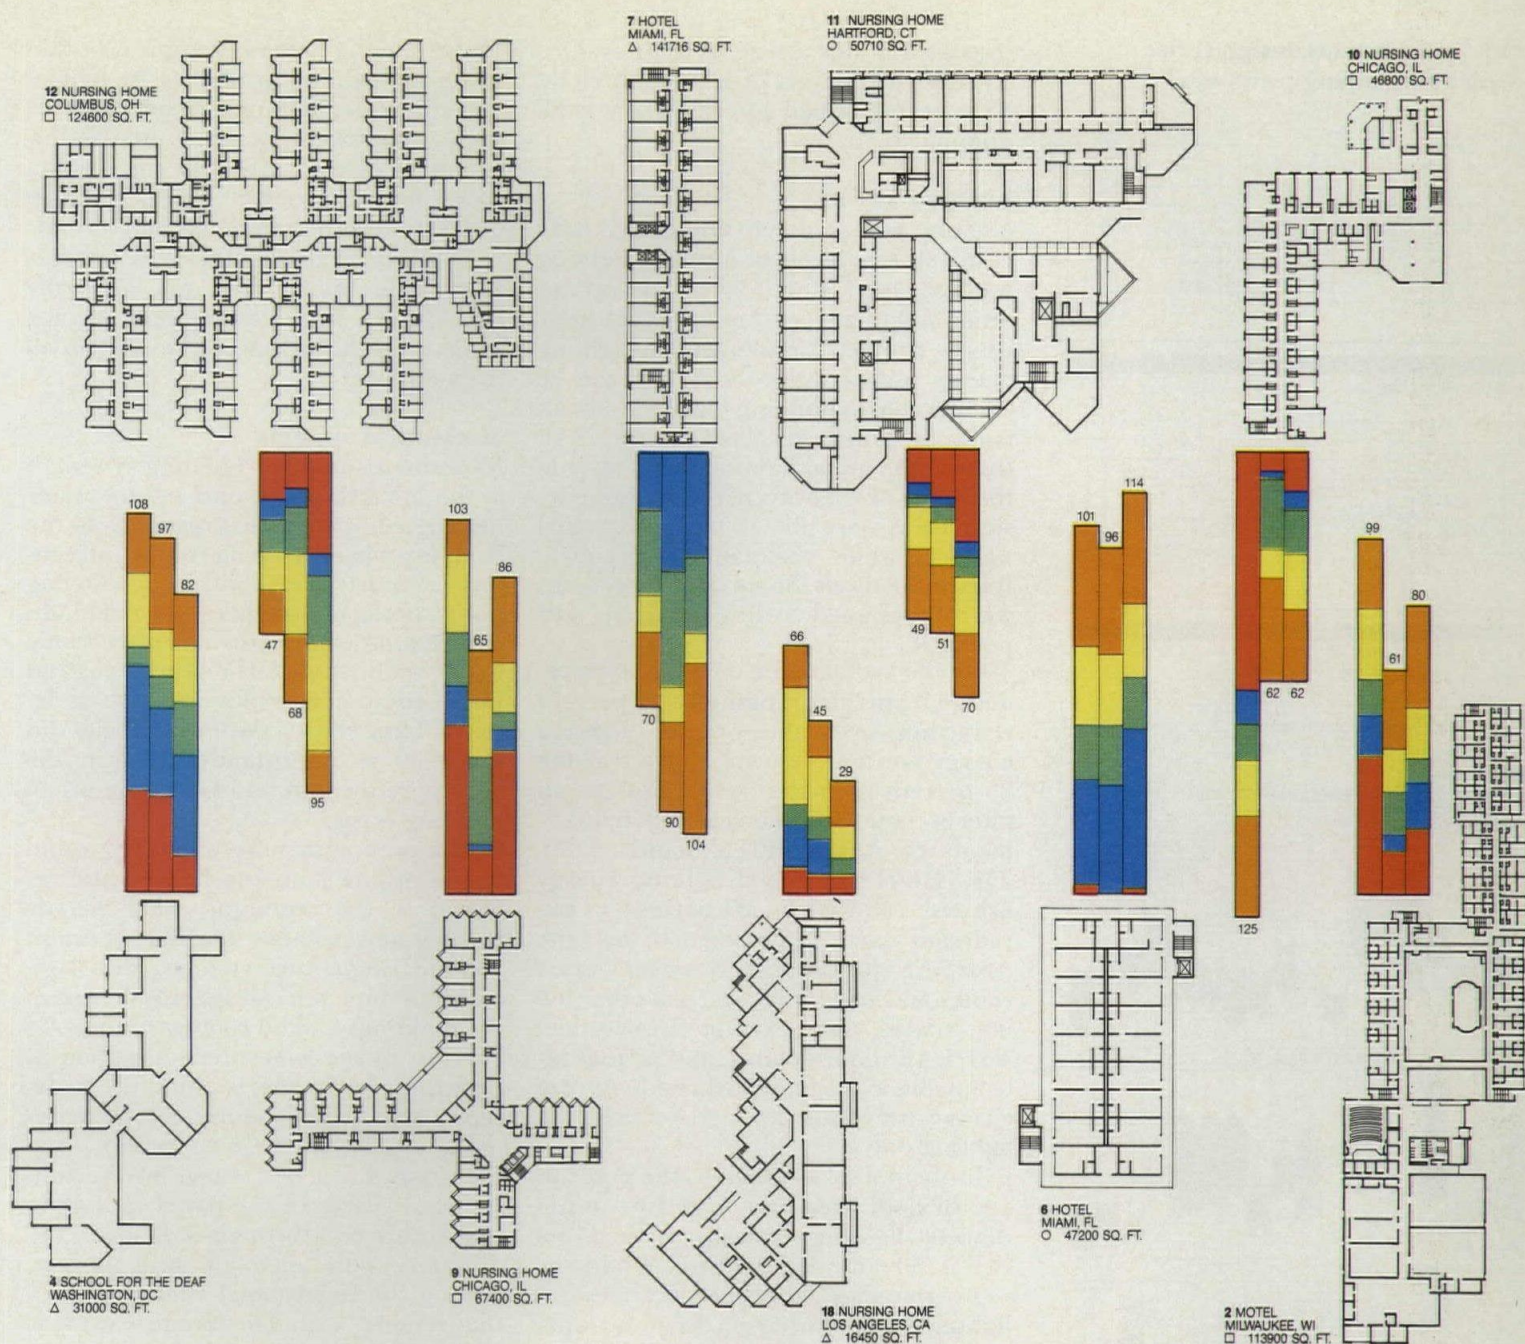 7 HOTEL
MIAMI, FL
△ 141716 SQ. FT.
11 NURSING HOME
HARTFORD, CT
○ 50710 SQ. FT.
10 NURSING HOME
CHICAGO, IL
□ 46800 SQ. FT.
12 NURSING HOME
COLUMBUS, OH
□ 124600 SQ. FT.
108
97
82
47
68
95
103
65
86
70
90
104
66
45
29
49
51
70
101
96
114
125
62
62
99
61
80
4 SCHOOL FOR THE DEAF
WASHINGTON, DC
△ 31000 SQ. FT.
9 NURSING HOME
CHICAGO, IL
□ 67400 SQ. FT.
18 NURSING HOME
LOS ANGELES, CA
△ 16450 SQ. FT.
6 HOTEL
MIAMI, FL
○ 47200 SQ. FT.
2 MOTEL
MILWAUKEE, WI
□ 113900 SQ. FT.